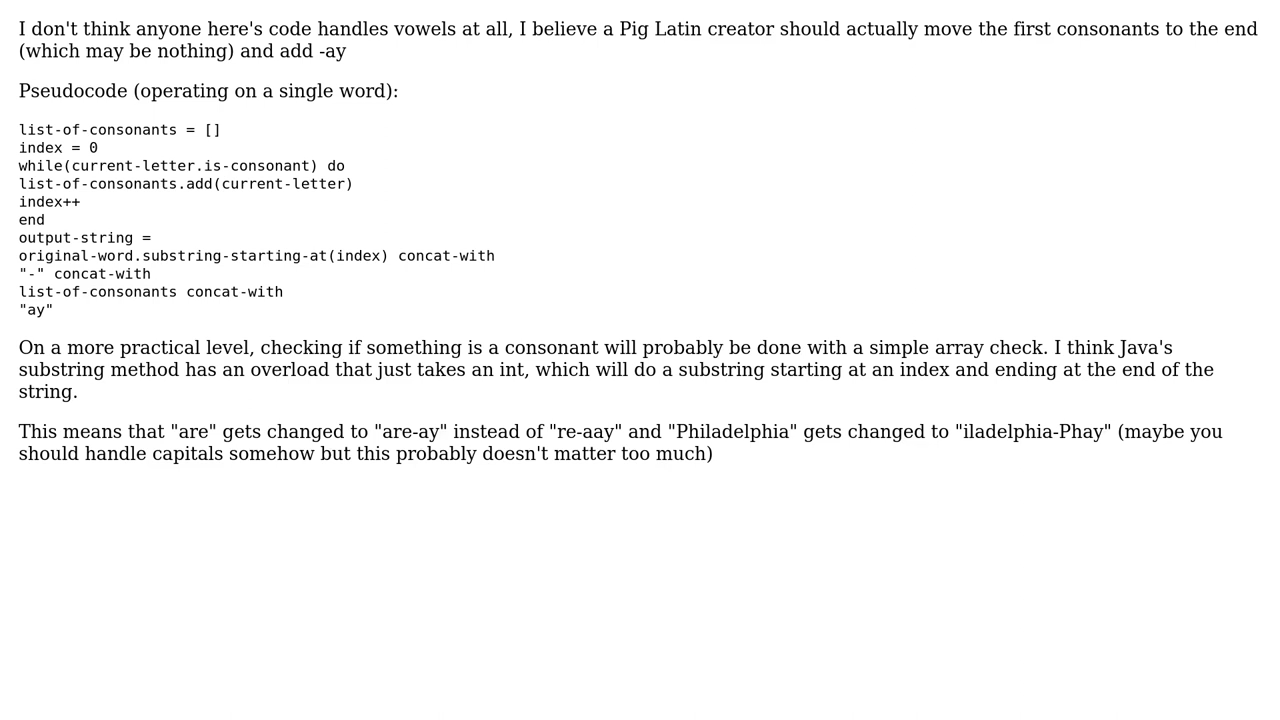 I don't think anyone here's code handles vowels at all, I believe a Pig Latin creator should actually move the first consonants to the end
(which may be nothing) and add -ay
Pseudocode (operating on a single word):
list-of-consonants = []
index = 0
while(current-letter.is-consonant) do
list-of-consonants.add(current-letter)
index++
end
output-string =
original-word.substring-starting-at(index) concat-with
"-" concat-with
list-of-consonants concat-with
"ay"
On a more practical level, checking if something is a consonant will probably be done with a simple array check. I think Java's
substring method has an overload that just takes an int, which will do a substring starting at an index and ending at the end of the
string.
This means that "are" gets changed to "are-ay" instead of "re-aay" and "Philadelphia" gets changed to "iladelphia-Phay" (maybe you
should handle capitals somehow but this probably doesn't matter too much)